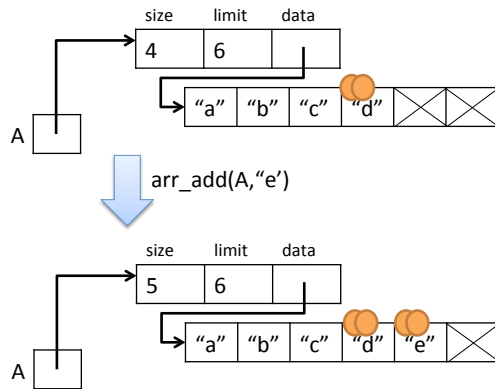 size limit data
4 6
“a” “b” “c” “d”
A
arr_add(A,“e’)
size limit data
5 6
“a” “b” “c” “d” “e”
A